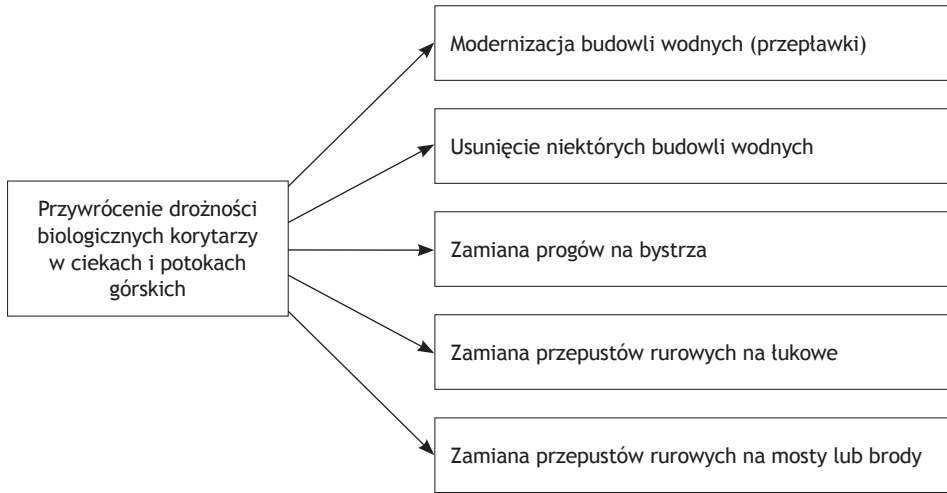 Modernizacja budowli wodnych (przepławki)
Usunięcie niektórych budowli wodnych
Przywrócenie drożności
biologicznych korytarzy
w ciekach i potokach
górskich
Zamiana progów na bystrza
Zamiana przepustów rurowych na łukowe
Zamiana przepustów rurowych na mosty lub brody